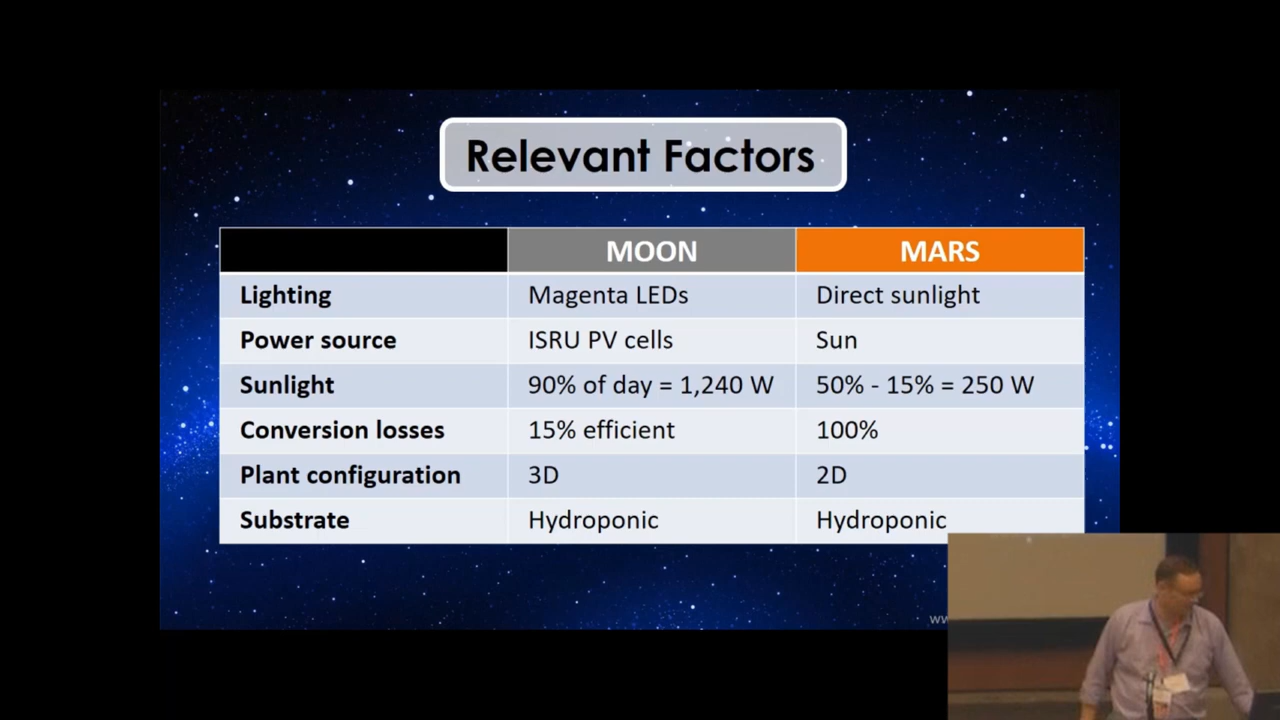 Relevant Factors
MOON MARS
Lighting Magenta LEDs Direct sunlight
Power source ISRU PV cells Sun
Sunlight 90% of day = 1,240 W 50% - 15% = 250 W
Conversion losses 15% efficient 100%
Plant configuration 3D 2D
Substrate Hydroponic Hydroponic